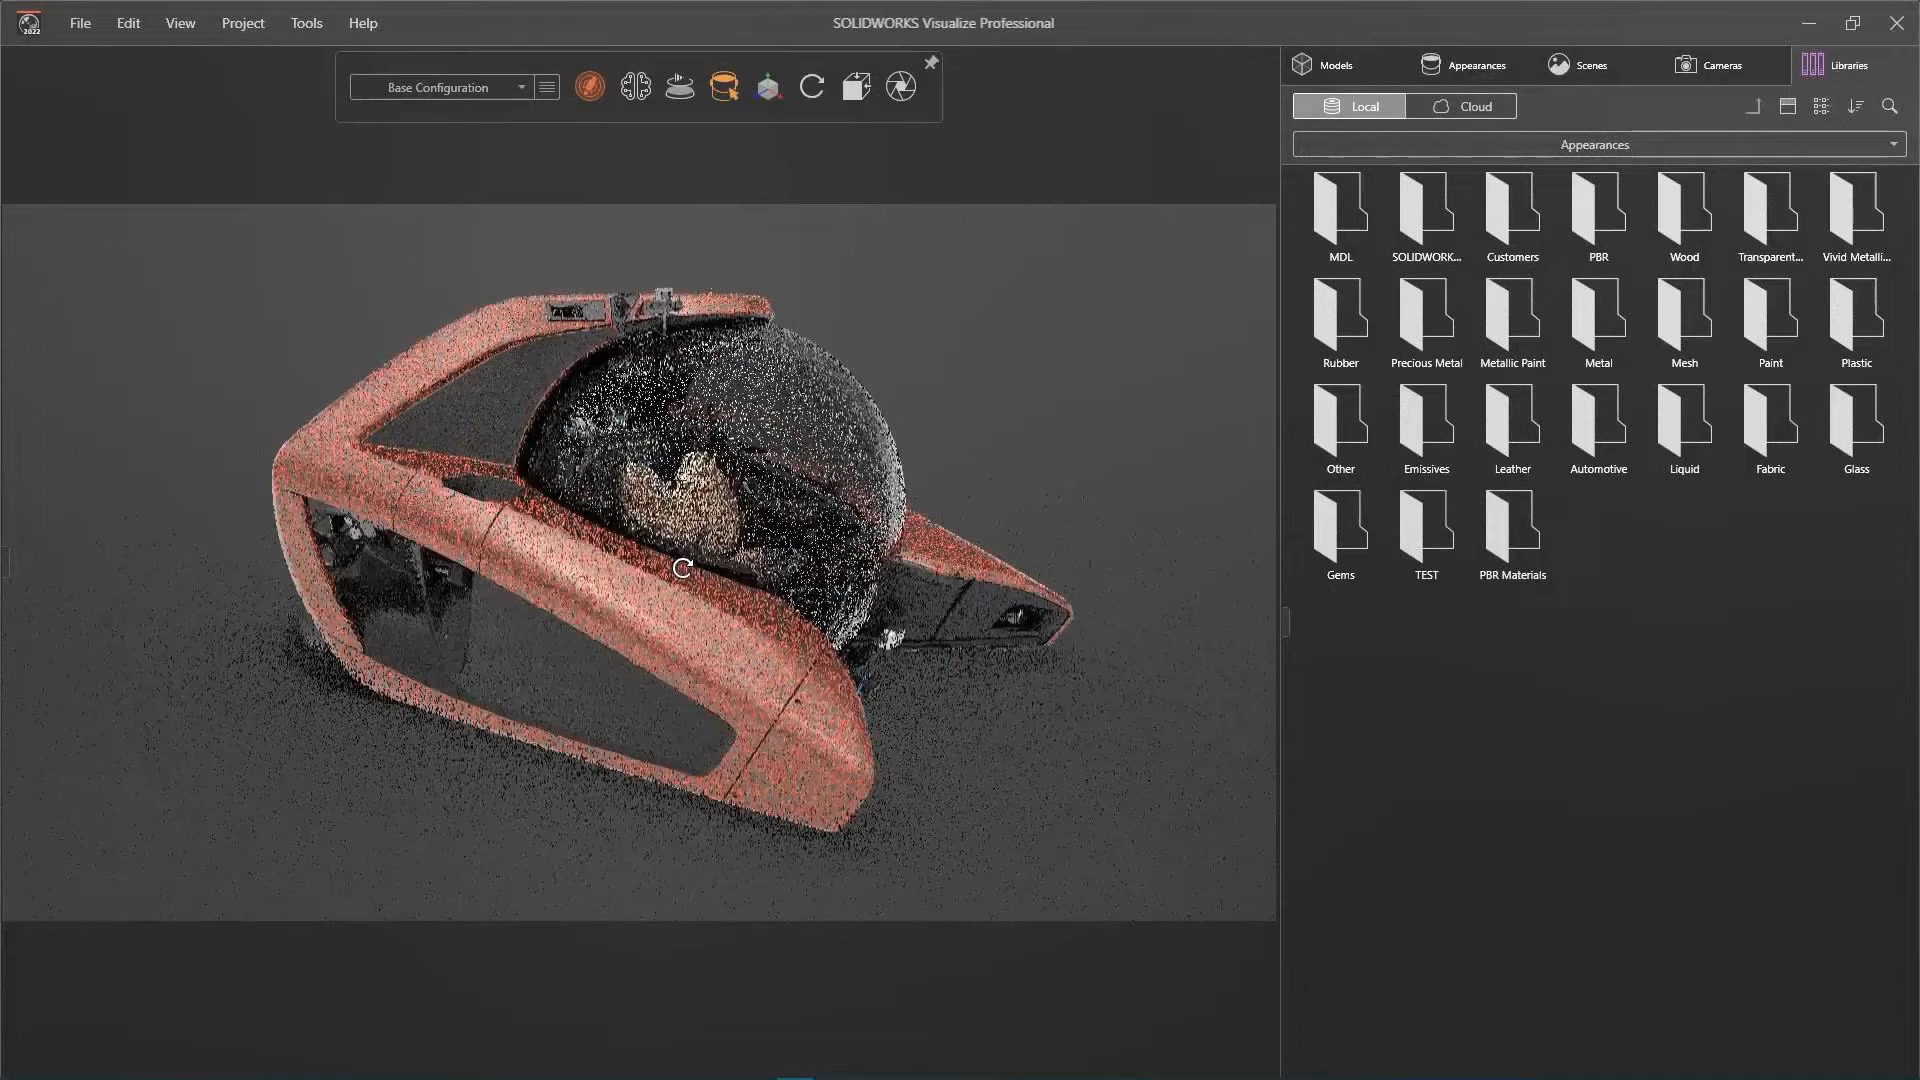 2022
File Edit View Project Tools Help
SOLIDWORKS Visualize Professional
Base Configuration
Models Appearances Scenes Cameras Libraries
Local Cloud
Appearances
MDL SOLIDWORK... Customers PBR Wood Transparent... Vivid Metalli...
Rubber Precious Metal Metallic Paint Metal Mesh Paint Plastic
Other Emissives Leather Automotive Liquid Fabric Glass
Gems TEST PBR Materials